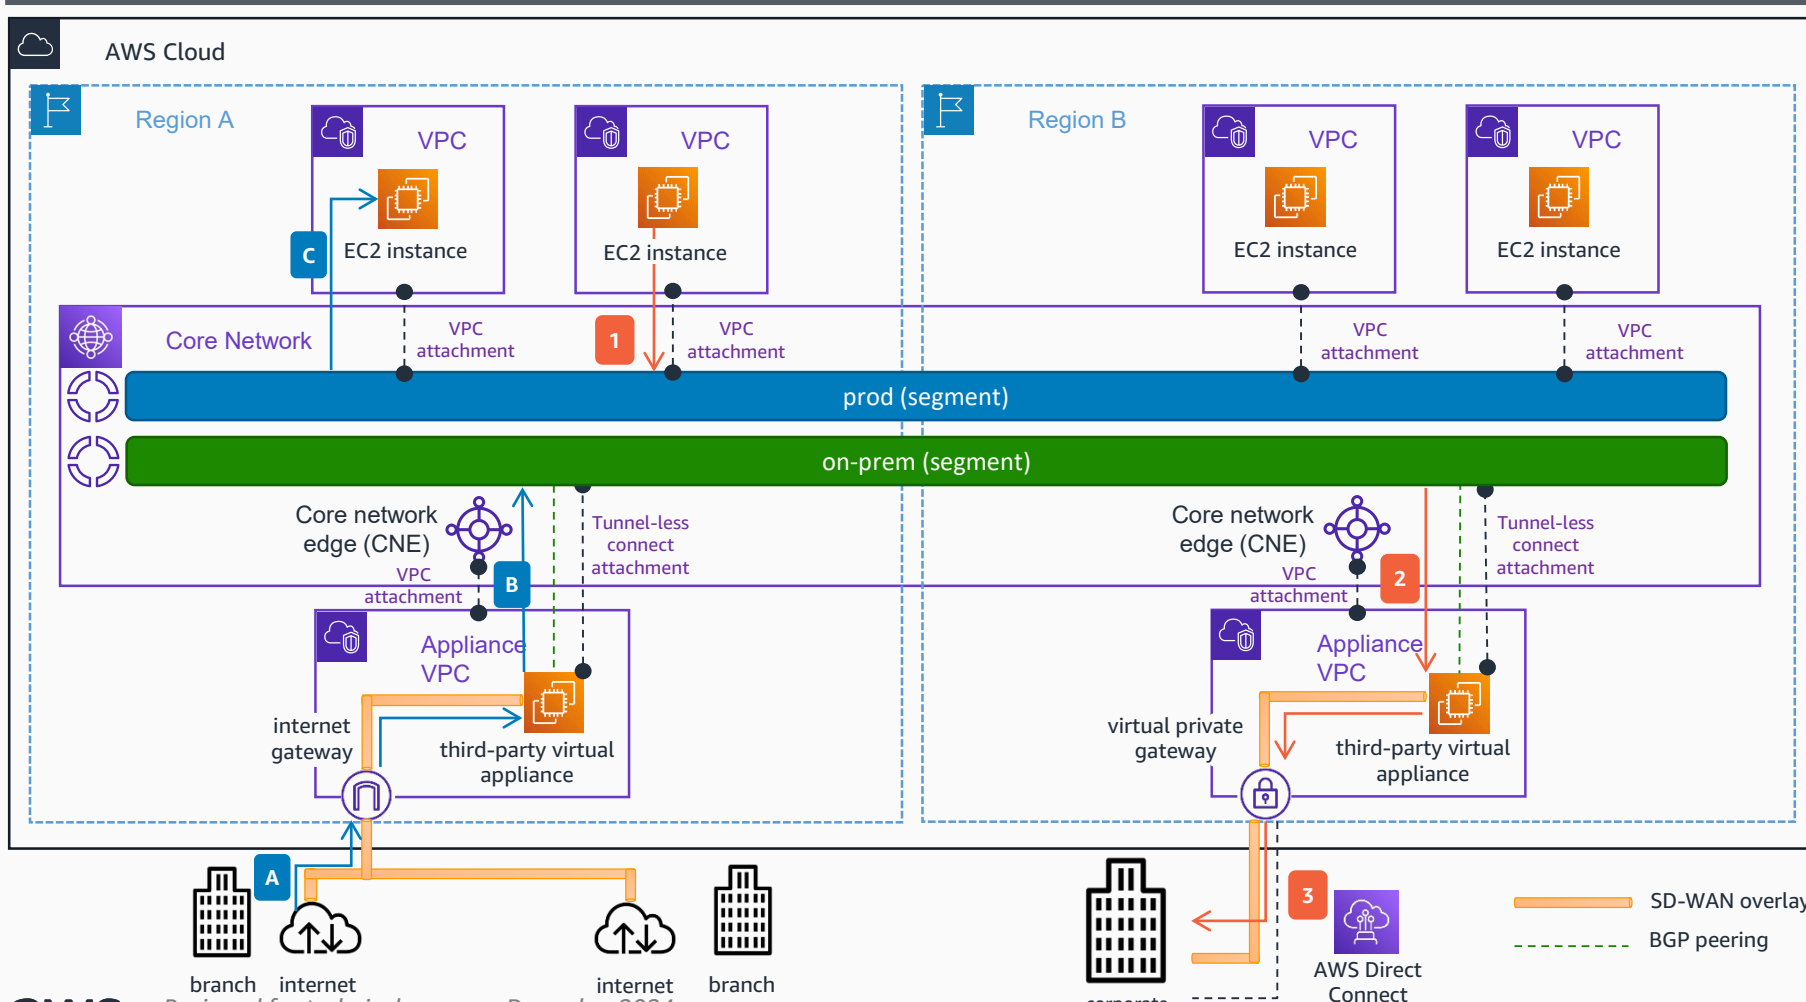 AWS Cloud
Region A
VPC
VPC
Region B
VPC
VPC
EC2 instance
EC2 instance
EC2 instance
EC2 instance
C
1
Core Network
VPC
attachment
VPC
attachment
VPC
attachment
VPC
attachment
prod (segment)
on-prem (segment)
Core network
edge (CNE)
Tunnel-less
connect
attachment
VPC
attachment
B
Core network
edge (CNE)
Tunnel-less
connect
attachment
VPC
attachment
2
Appliance
VPC
Appliance
VPC
internet
gateway
third-party virtual
appliance
virtual private
gateway
third-party virtual
appliance
A
3
SD-WAN overlay
BGP peering
branch
internet
internet
branch
AWS Direct
Connect